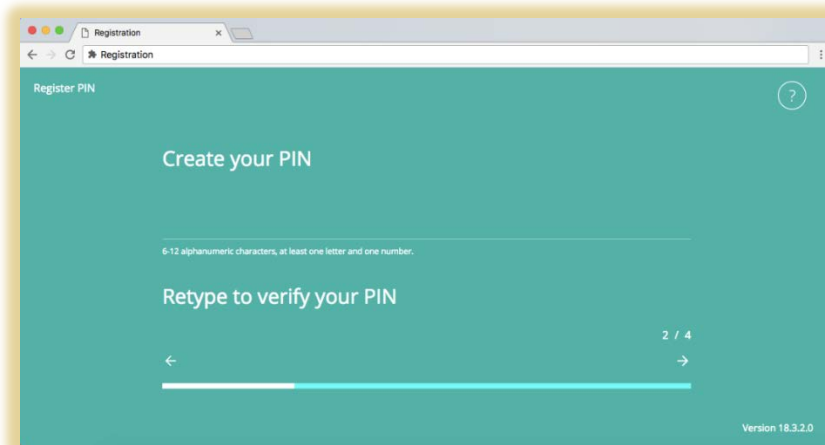 Registration
Registration
Register PIN
?
Create your PIN
6-12 alphanumeric characters, at least one letter and one number.
Retype to verify your PIN
2 / 4
Version 18.3.2.0